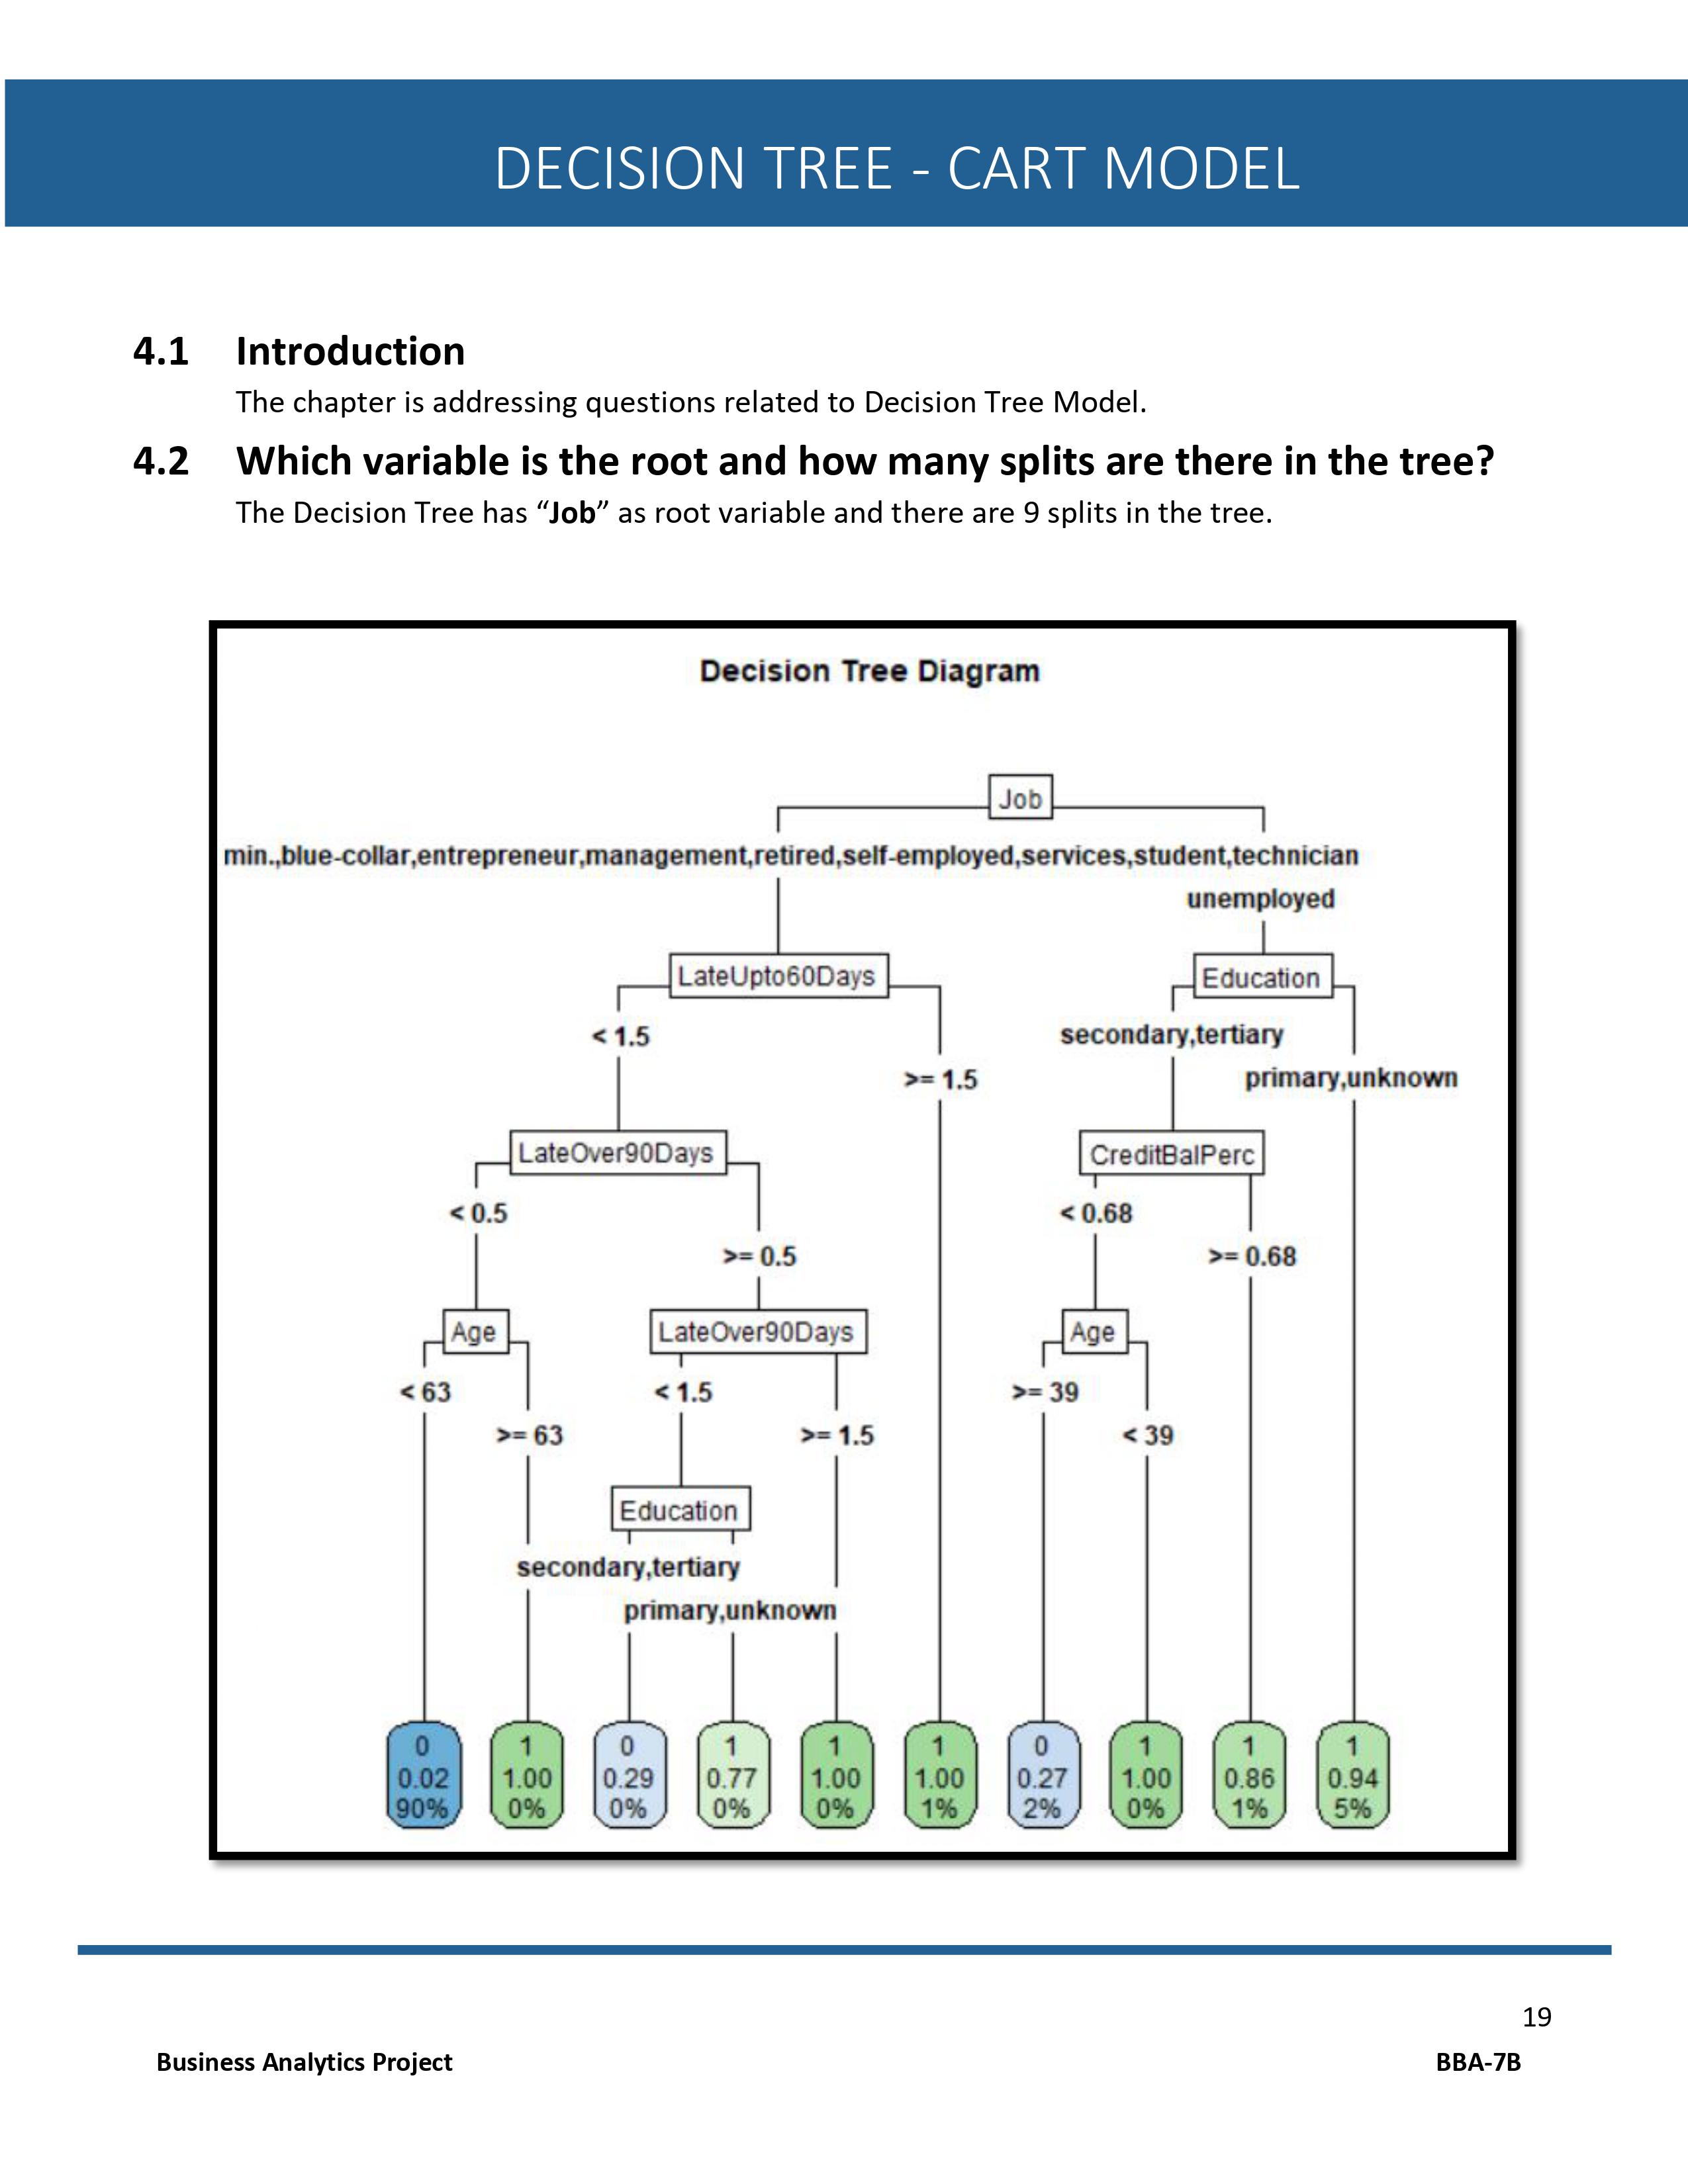 DECISION TREE - CART MODEL
4.1 Introduction
The chapter is addressing questions related to Decision Tree Model.
4.2 Which variable is the root and how many splits are there in the tree?
The Decision Tree has “Job” as root variable and there are 9 splits in the tree.
Decision Tree Diagram
Job
min.,blue-collar,entrepreneur,management,retired,self-employed,services,student,technician
unemployed
LateUpto60Days Education
< 1.5 secondary,tertiary
>= 1.5 primary,unknown
LateOver90Days CreditBalPerc
< 0.5 < 0.68
>= 0.5 >= 0.68
Age LateOver90Days Age
< 63 < 1.5 >= 39
>= 63 >= 1.5 < 39
Education
secondary,tertiary
primary,unknown
0 1 0 1 1 1 0 1 1 1
0.02 1.00 0.29 0.77 1.00 1.00 0.27 1.00 0.86 0.94
90% 0% 0% 0% 0% 1% 2% 0% 1% 5%
19
Business Analytics Project BBA-7B